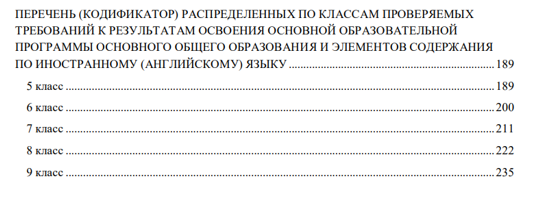 ПЕРЕЧЕНЬ (КОДИФИКАТОР) РАСПРЕДЕЛЕННЫХ ПО КЛАССАМ ПРОВЕРЯЕМЫХ
ТРЕБОВАНИЙ К РЕЗУЛЬТАТАМ ОСВОЕНИЯ ОСНОВНОЙ ОБРАЗОВАТЕЛЬНОЙ
ПРОГРАММЫ ОСНОВНОГО ОБЩЕГО ОБРАЗОВАНИЯ И ЭЛЕМЕНТОВ СОДЕРЖАНИЯ
ПО ИНОСТРАННОМУ (АНГЛИЙСКОМУ) ЯЗЫКУ ........ 189
5 класс ........ 189
6 класс ........ 200
7 класс ........ 211
8 класс ........ 222
9 класс ........ 235